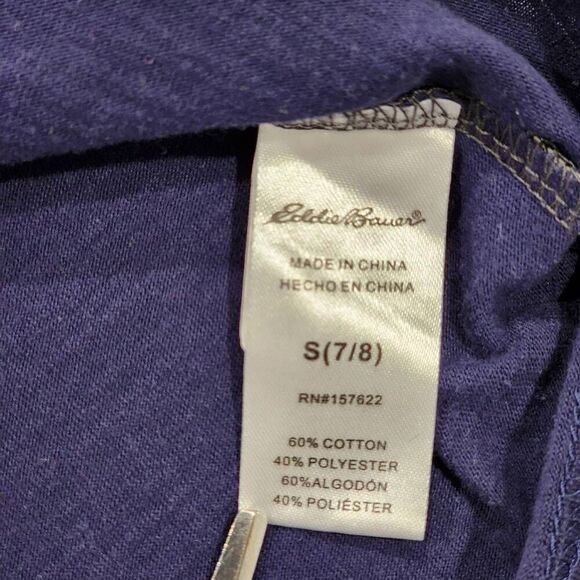 Eddie Bauer®
MADE IN CHINA
HECHO EN CHINA
S(7/8)
RN#157622
60% COTTON
40% POLYESTER
60%ALGODÓN
40% POLIÉSTER